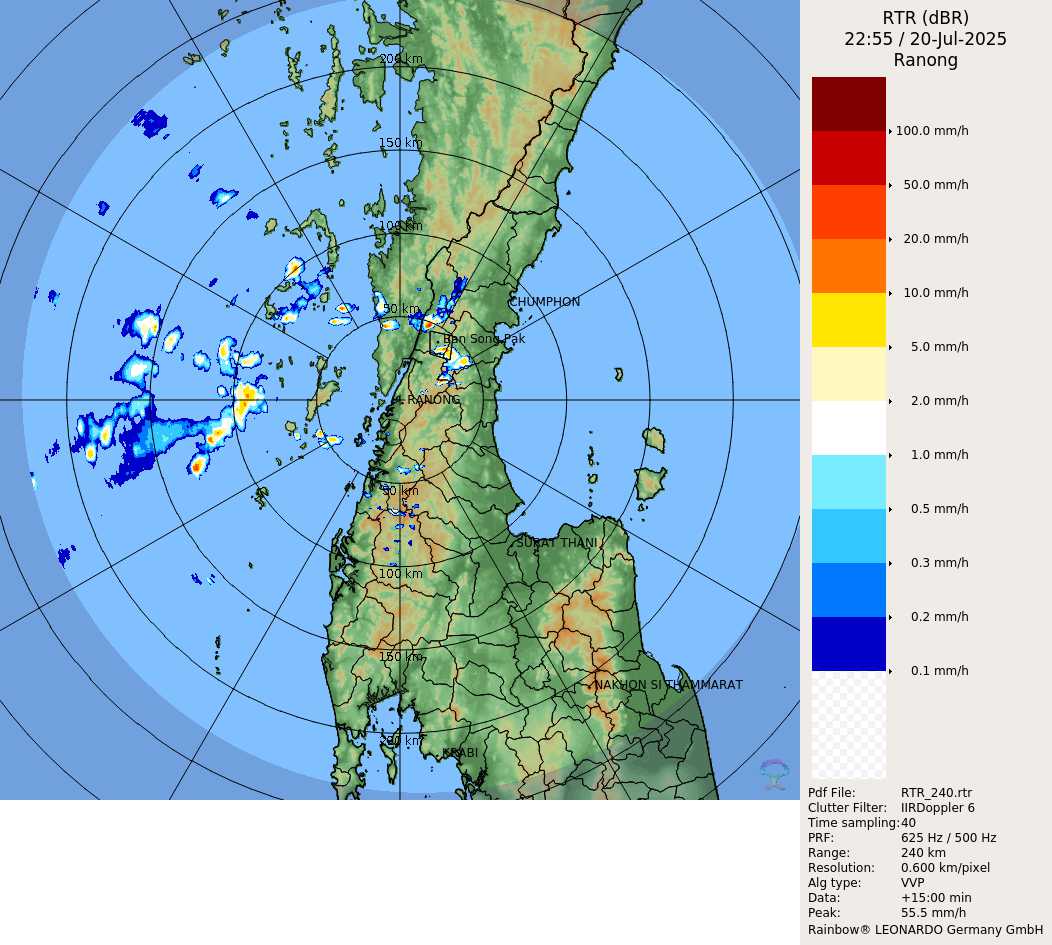 200 km
150 km
100 km
50 km
CHUMPHON
Ban Song Pak
RANONG
50 km
SURAT THANI
100 km
150 km
NAKHON SI THAMMARAT
200 km
KRABI
RTR (dBR)
22:55 / 20-Jul-2025
Ranong
100.0 mm/h
50.0 mm/h
20.0 mm/h
10.0 mm/h
5.0 mm/h
2.0 mm/h
1.0 mm/h
0.5 mm/h
0.3 mm/h
0.2 mm/h
0.1 mm/h
Pdf File: RTR_240.rtr
Clutter Filter: IIRDoppler 6
Time sampling: 40
PRF: 625 Hz / 500 Hz
Range: 240 km
Resolution: 0.600 km/pixel
Alg type: VVP
Data: +15:00 min
Peak: 55.5 mm/h
Rainbow® LEONARDO Germany GmbH